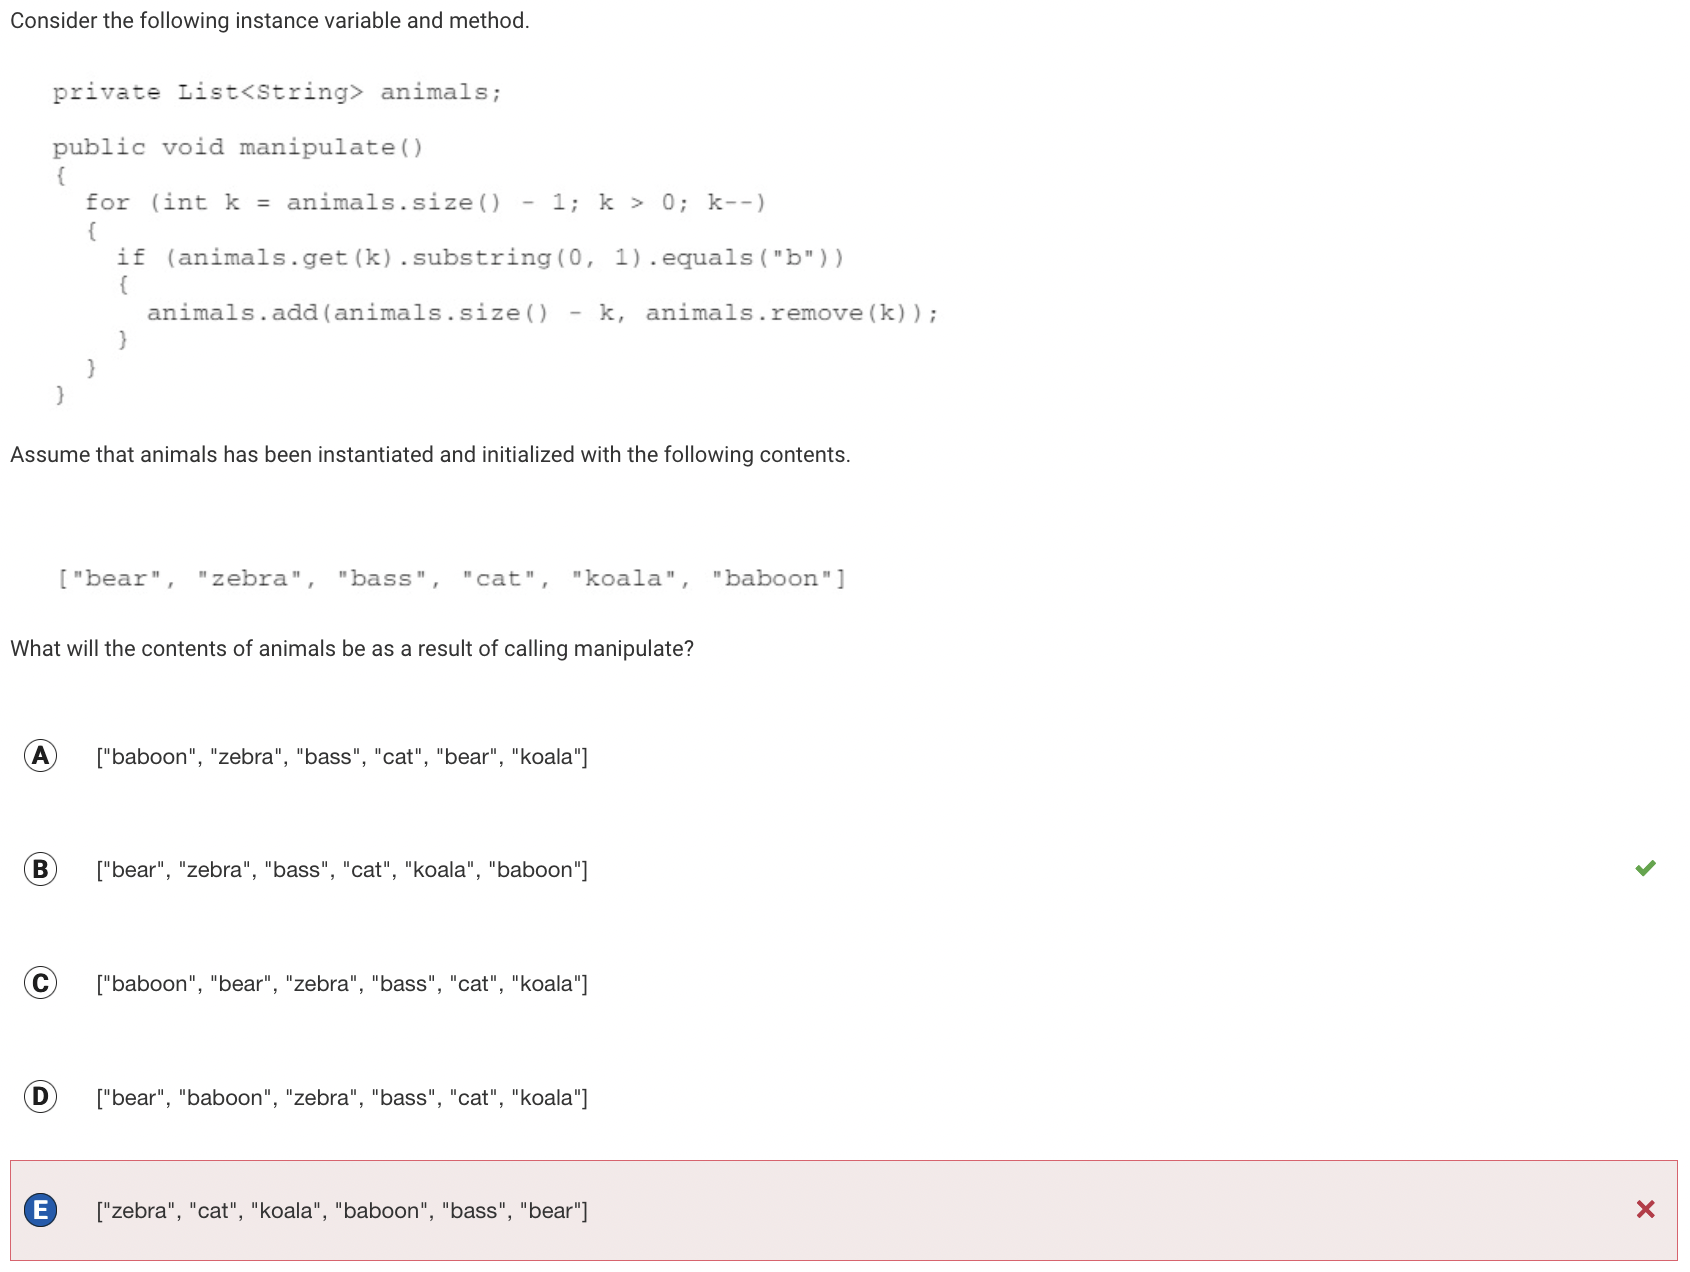 Consider the following instance variable and method.
private List<String> animals;
public void manipulate()
{
for (int k = animals.size() - 1; k > 0; k--)
{
if (animals.get(k).substring(0, 1).equals("b"))
{
animals.add(animals.size() - k, animals.remove(k));
}
}
}
Assume that animals has been instantiated and initialized with the following contents.
["bear", "zebra", "bass", "cat", "koala", "baboon"]
What will the contents of animals be as a result of calling manipulate?
A ["baboon", "zebra", "bass", "cat", "bear", "koala"]
B ["bear", "zebra", "bass", "cat", "koala", "baboon"]
C ["baboon", "bear", "zebra", "bass", "cat", "koala"]
D ["bear", "baboon", "zebra", "bass", "cat", "koala"]
E ["zebra", "cat", "koala", "baboon", "bass", "bear"]